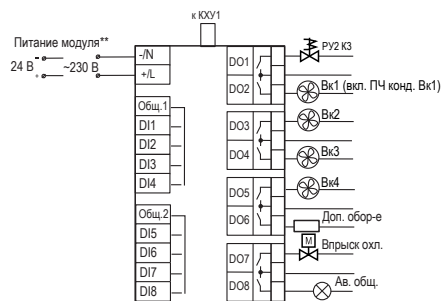 к КХУ1
Питание модуля**
24 В
~230 В
-/N
+/L
Общ.1
DI1
DI2
DI3
DI4
Общ.2
DI5
DI6
DI7
DI8
DO1
DO2
DO3
DO4
DO5
DO6
DO7
DO8
РУ2 КЗ
Вк1 (вкл. ПЧ конд. Вк1)
Вк2
Вк3
Вк4
Доп. обор-е
М
Впрыск охл.
Ав. общ.